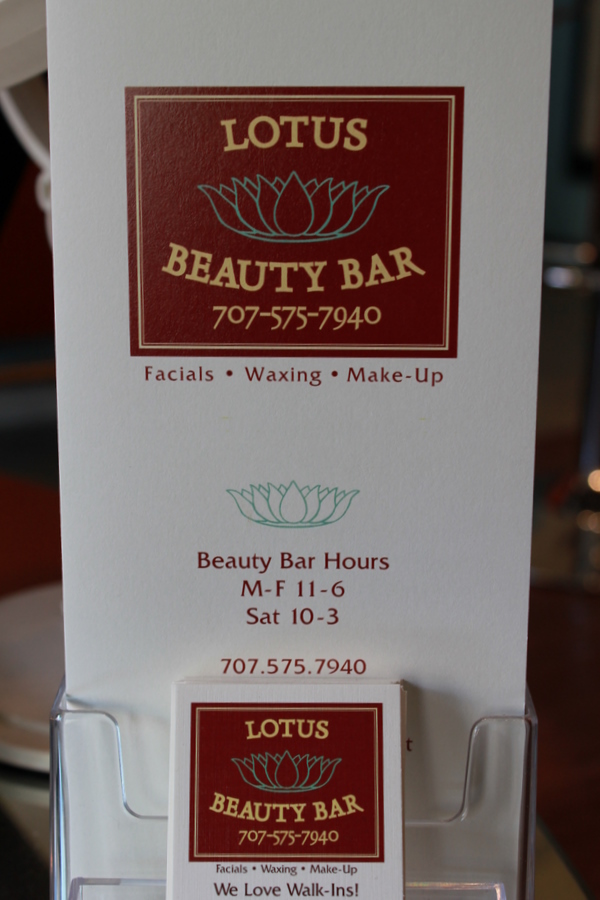 LOTUS
BEAUTY BAR
707-575-7940
Facials • Waxing • Make-Up
Beauty Bar Hours
M-F 11-6
Sat 10-3
707.575.7940
LOTUS
BEAUTY BAR
707-575-7940
Facials • Waxing • Make-Up
We Love Walk-Ins!